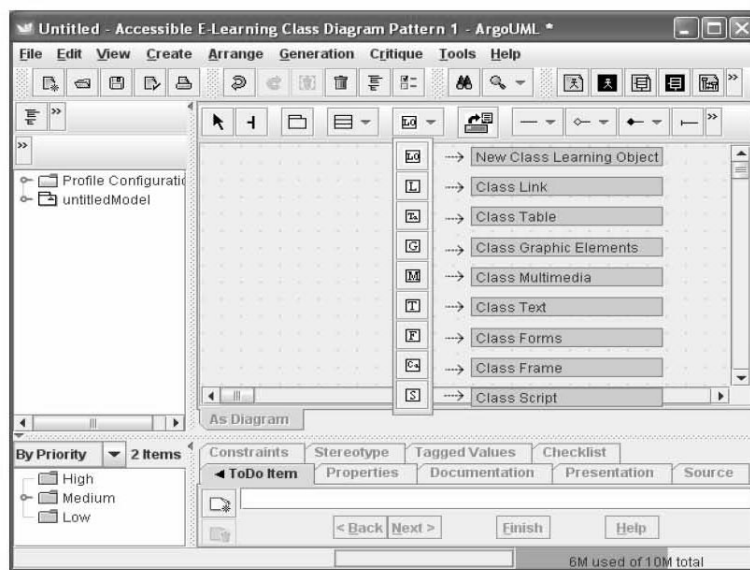 Untitled - Accessible E-Learning Class Diagram Pattern 1 - ArgoUML *
File Edit View Create Arrange Generation Critique Tools Help
LO
LO New Class Learning Object
L Class Link
Class Table
G Class Graphic Elements
M Class Multimedia
T Class Text
F Class Forms
Class Frame
S Class Script
Profile Configuratic
untitledModel
As Diagram
By Priority 2 Items
High
Medium
Low
Constraints Stereotype Tagged Values Checklist
ToDo Item Properties Documentation Presentation Source
< Back Next > Finish Help
6M used of 10M total